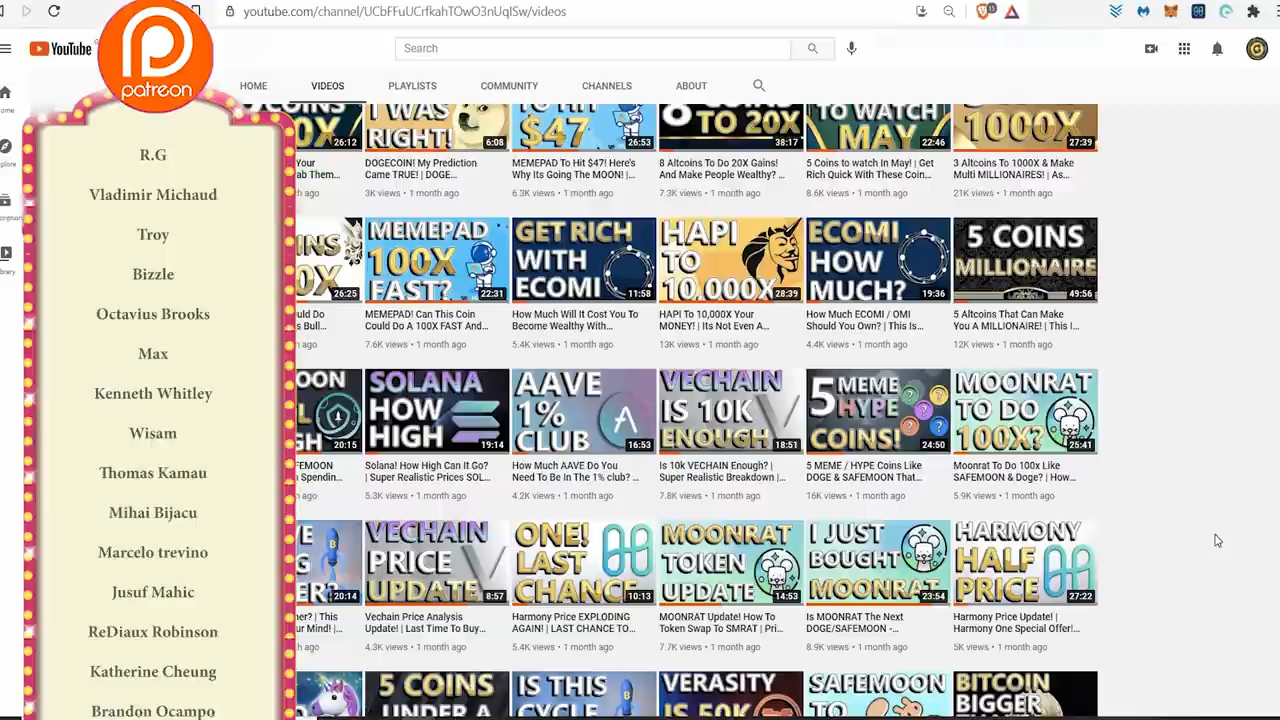 youtube.com/channel/UCbFFuUCrfkahTOwO3nUqISw/videos
15
YouTube
Search
patreon
HOME
VIDEOS
PLAYLISTS
COMMUNITY
CHANNELS
ABOUT
R.G
Vladimir Michaud
Troy
Bizzle
Octavius Brooks
Max
Kenneth Whitley
Wisam
Thomas Kamau
Mihai Bijacu
Marcelo trevino
Jusuf Mahic
ReDiaux Robinson
Katherine Cheung
Brandon Ocampo
26:12
I WAS
RIGHT!
6:08
TO HIT
$47
26:53
TO 20X
38:17
TO WATCH
MAY
22:46
1000X
27:39
Your
DOGECOIN! My Prediction
Came TRUE! | DOGE...
3K views • 1 month ago
MEMEPAD To Hit $47! Here's
Why Its Going The MOON! |...
6.3K views • 1 month ago
8 Altcoins To Do 20X Gains!
And Make People Wealthy? ...
7.3K views • 1 month ago
5 Coins to watch In May! | Get
Rich Quick With These Coin...
8.6K views • 1 month ago
3 Altcoins To 1000X & Make
Multi MILLIONAIRES! | As...
21K views • 1 month ago
26:25
MEMEPAD
100X
FAST?
22:31
GET RICH
WITH
ECOMI
11:58
HAPI
TO
10,000X
28:39
ECOMI
HOW
MUCH?
19:36
5 COINS
MILLIONAIRE
49:56
MEMEPAD! Can This Coin
Could Do A 100X FAST And...
7.6K views • 1 month ago
How Much Will It Cost You To
Become Wealthy With...
5.4K views • 1 month ago
HAPI To 10,000X Your
MONEY! | Its Not Even A...
13K views • 1 month ago
How Much ECOMI / OMI
Should You Own? | This Is...
4.4K views • 1 month ago
5 Altcoins That Can Make
You A MILLIONAIRE! | This I...
12K views • 1 month ago
20:15
SOLANA
HOW
HIGH
19:14
AAVE
1%
CLUB
16:53
VECHAIN
IS 10K
ENOUGH
18:51
5 MEME
HYPE
COINS!
24:50
MOONRAT
TO DO
100X?
25:41
Solana! How High Can It Go?
| Super Realistic Prices SOL...
5.3K views • 1 month ago
How Much AAVE Do You
Need To Be In The 1% club? ...
4.2K views • 1 month ago
Is 10k VECHAIN Enough? |
Super Realistic Breakdown |...
7.8K views • 1 month ago
5 MEME / HYPE Coins Like
DOGE & SAFEMOON That...
16K views • 1 month ago
Moonrat To Do 100x Like
SAFEMOON & Doge? | How...
5.9K views • 1 month ago
20:14
VECHAIN
PRICE
UPDATE
8:57
ONE!
LAST
CHANCE
10:13
MOONRAT
TOKEN
UPDATE
14:53
I JUST
BOUGHT
MOONRAT
23:54
HARMONY
HALF
PRICE
27:22
Vechain Price Analysis
Update! | Last Time To Buy...
4.3K views • 1 month ago
Harmony Price EXPLODING
AGAIN! | LAST CHANCE TO...
5.4K views • 1 month ago
MOONRAT Update! How To
Token Swap To SMRAT | Pri...
7.7K views • 1 month ago
Is MOONRAT The Next
DOGE/SAFEMOON -...
8.9K views • 1 month ago
Harmony Price Update! |
Harmony One Special Offer!...
5K views • 1 month ago
5 COINS
UNDER A
IS THIS
CYCLE
VERASITY
IS 50K
SAFEMOON
TO
BITCOIN
BIGGER